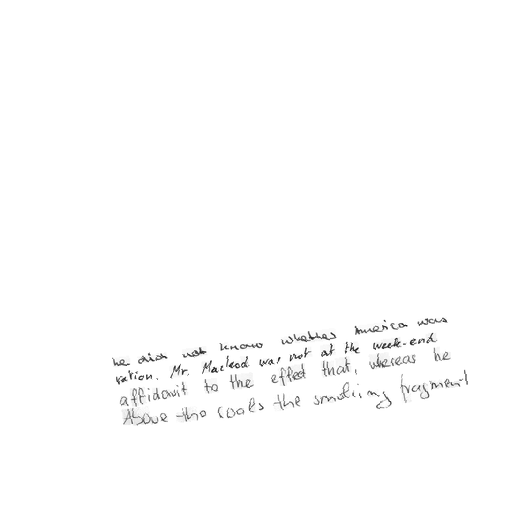 he did not know whether America was
ration. Mr. Macleod was not at the week-end
affidavit to the effect that, whereas he
Above the coals the smoking fragment